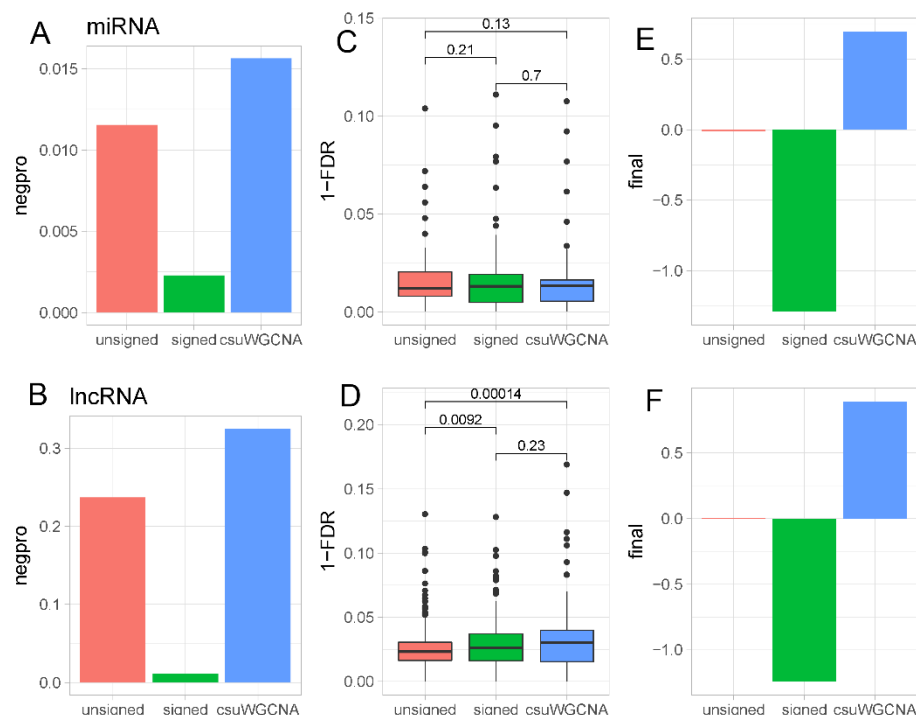 A miRNA
negpro
0.015
0.010
0.005
0.000
unsigned signed csuWGCNA
C
1−FDR
0.15
0.10
0.05
0.00
0.13
0.21
0.7
unsigned signed csuWGCNA
E
final
0.5
0.0
−0.5
−1.0
unsigned signed csuWGCNA
B lncRNA
negpro
0.3
0.2
0.1
0.0
unsigned signed csuWGCNA
D
1−FDR
0.20
0.15
0.10
0.05
0.00
0.00014
0.0092
0.23
unsigned signed csuWGCNA
F
final
0.5
0.0
−0.5
−1.0
unsigned signed csuWGCNA